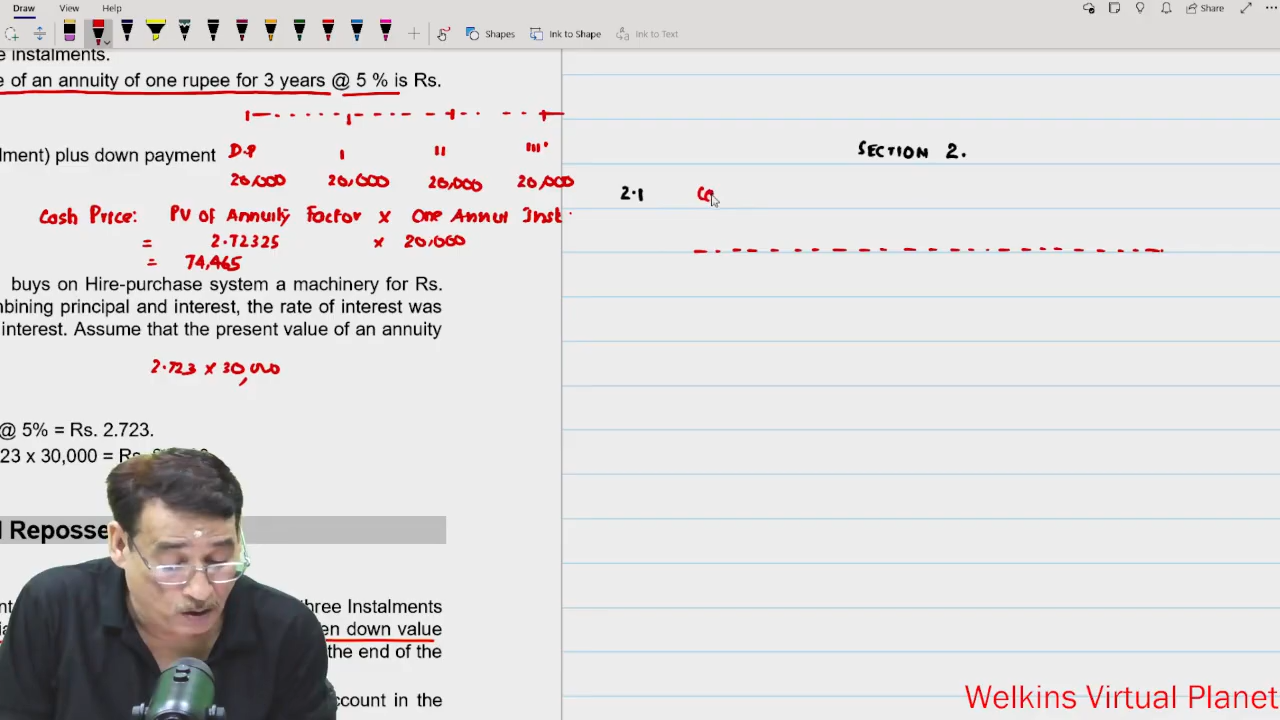 Draw View Help
Shapes Ink to Shape Ink to Text Share
e instalments.
e of an annuity of one rupee for 3 years @ 5 % is Rs.
lment) plus down payment
D.P I II III
20,000 20,000 20,000 20,000
Cash Price: PV of Annuity Factor x One Annul Inst
= 2.72325 x 20,000
= 74,465
buys on Hire-purchase system a machinery for Rs.
nbining principal and interest, the rate of interest was
interest. Assume that the present value of an annuity
2.723 x 30,000
@ 5% = Rs. 2.723.
23 x 30,000 = Rs.
d Reposse
hree Instalments
en down value
the end of the
ccount in the
SECTION 2.
2.1
Welkins Virtual Planet